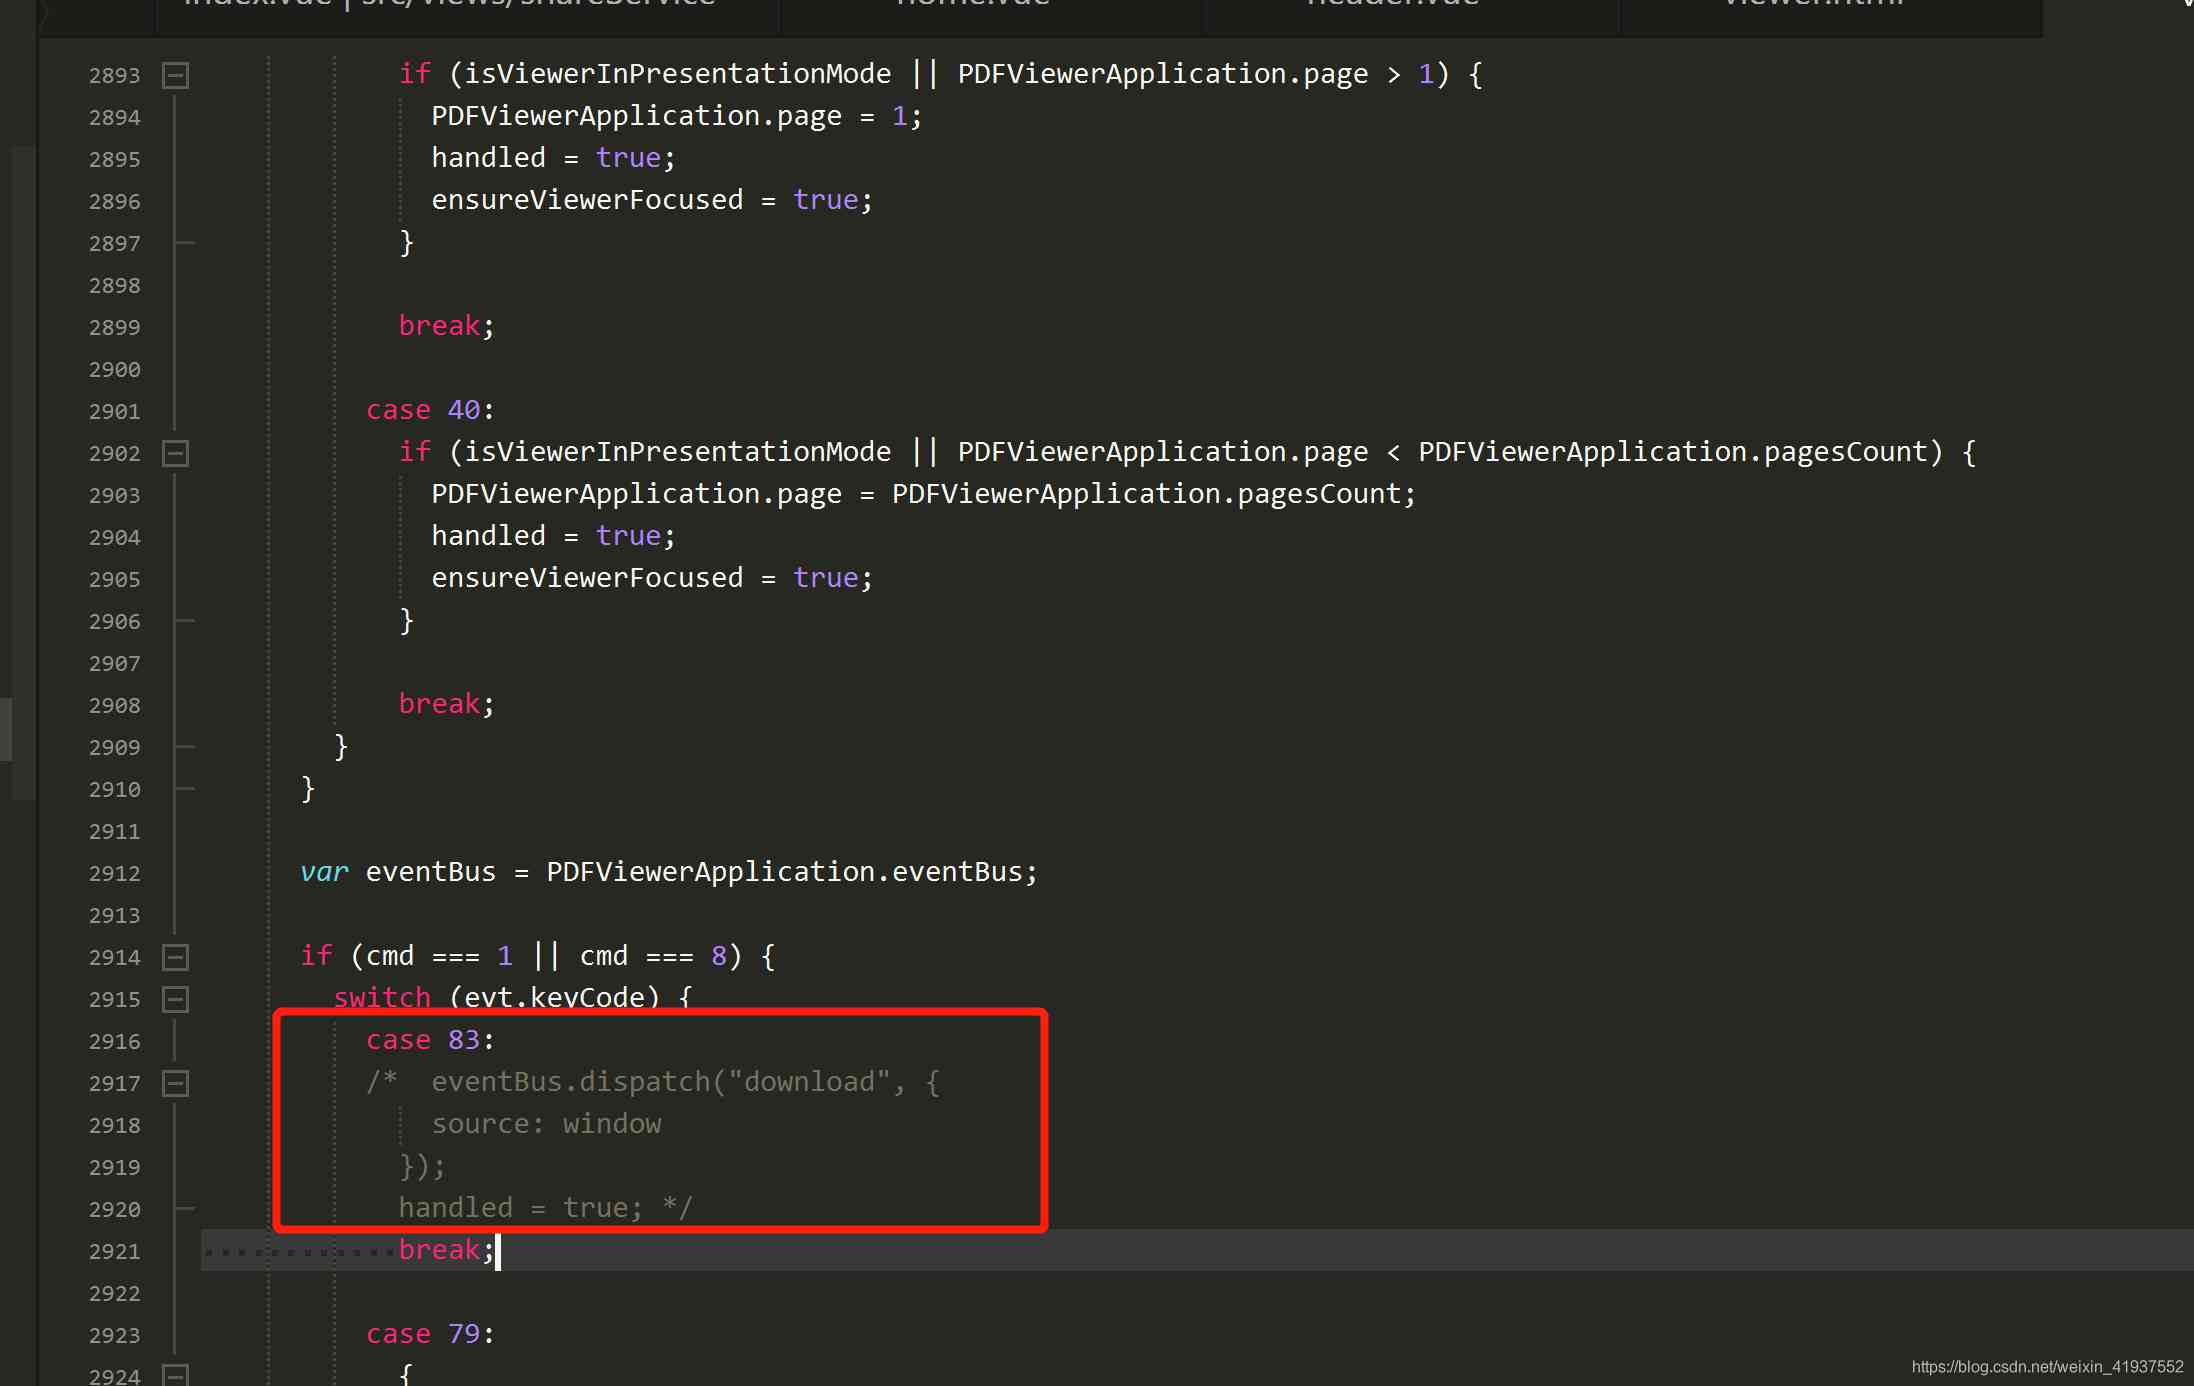 index.vue | src/views/shareService home.vue header.vue viewer.html
2893 if (isViewerInPresentationMode || PDFViewerApplication.page > 1) {
2894 PDFViewerApplication.page = 1;
2895 handled = true;
2896 ensureViewerFocused = true;
2897 }
2898
2899 break;
2900
2901 case 40:
2902 if (isViewerInPresentationMode || PDFViewerApplication.page < PDFViewerApplication.pagesCount) {
2903 PDFViewerApplication.page = PDFViewerApplication.pagesCount;
2904 handled = true;
2905 ensureViewerFocused = true;
2906 }
2907
2908 break;
2909 }
2910 }
2911
2912 var eventBus = PDFViewerApplication.eventBus;
2913
2914 if (cmd === 1 || cmd === 8) {
2915 switch (evt.keyCode) {
2916 case 83:
2917 /* eventBus.dispatch("download", {
2918 source: window
2919 });
2920 handled = true; */
2921 break;
2922
2923 case 79:
2924 {
https://blog.csdn.net/weixin_41937552